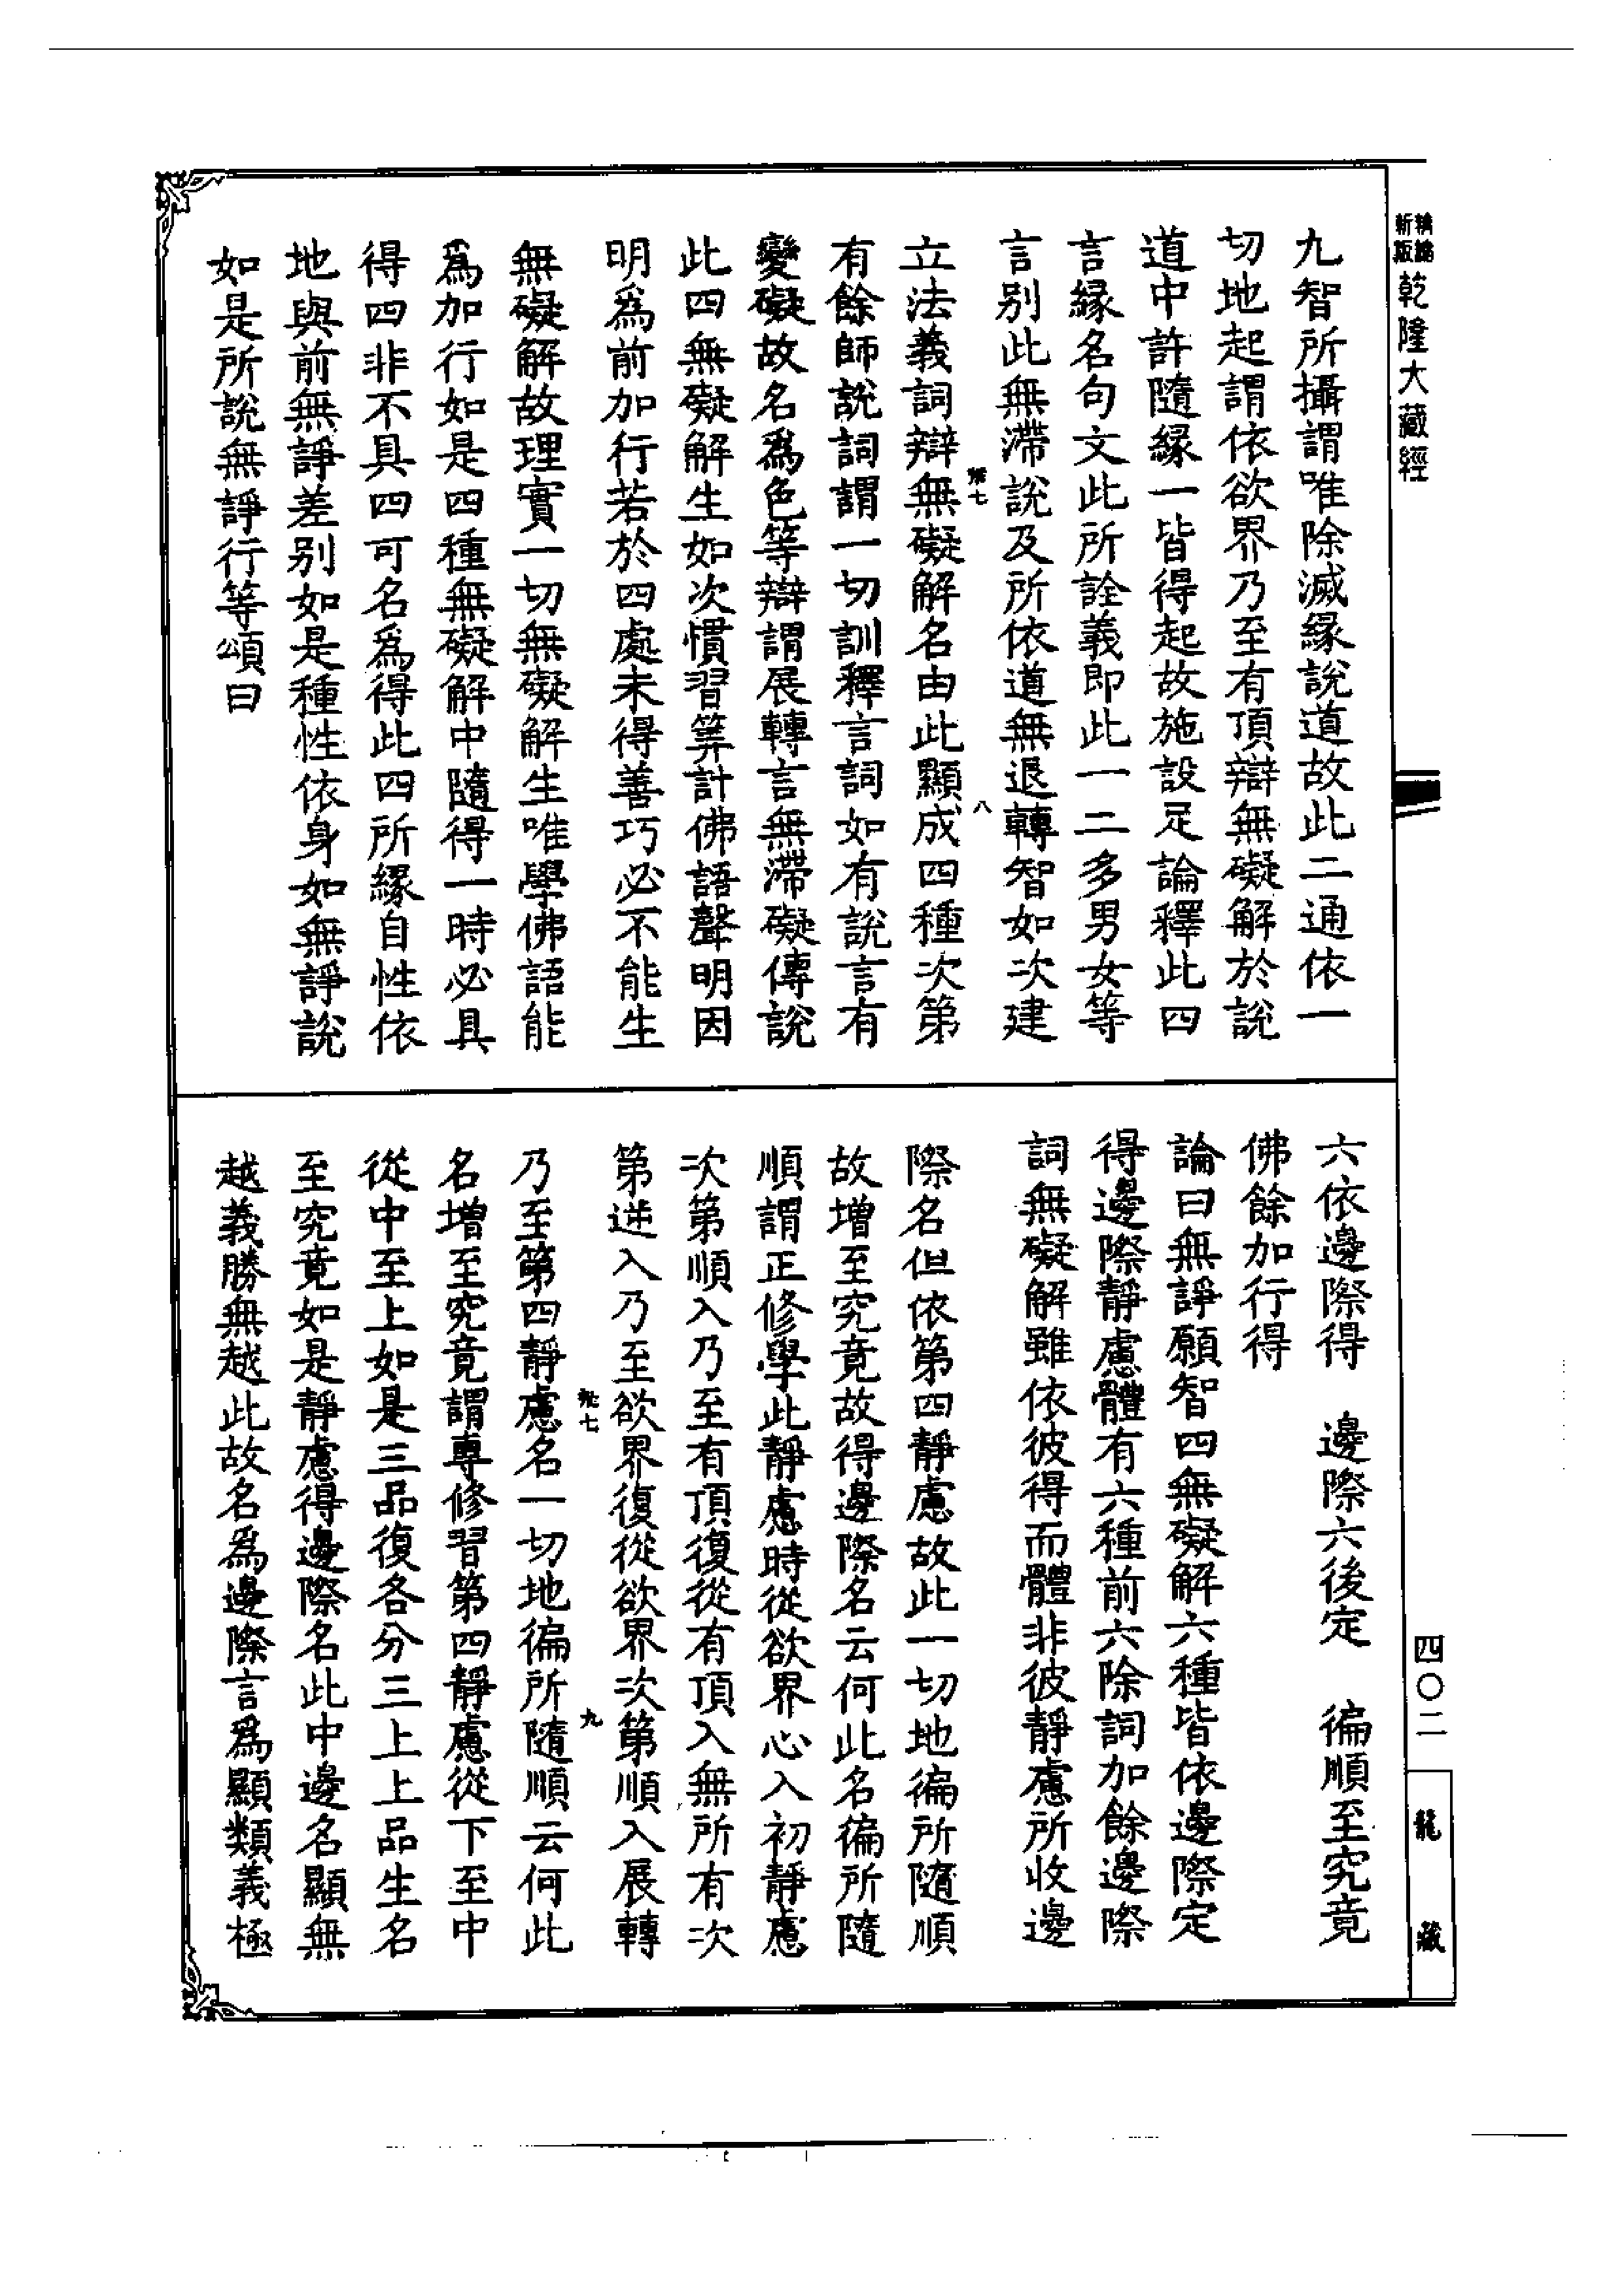 新版
乾隆大藏經
九智所攝謂唯除滅緣說道故此二通依一
切地起謂依欲界乃至有頂辯無礙解於說
道中許隨緣一皆得起故施設足論釋此四
言緣名句文此所詮義即此一二多男女等
言别此無滯說及所依道無退轉智如次建
立法義詞辯無礙解名由此顯成四種次第
有餘師說詞謂一切訓釋言詞如有說言有
變礙故名爲色等辯謂展轉言無滯礙傳說
此四無礙解生如次慣習筭計佛語聲明因
明爲前加行若於四處未得善巧必不能生
無礙解故理實一切無礙解生唯學佛語能
爲加行如是四種無礙解中隨得一時必具
得四非不具四可名爲得此四所緣自性依
地與前無諍差别如是種性依身如無諍說
如是所說無諍行等頌曰
六依邊際得　邊際六後定　徧順至究竟
佛餘加行得
論曰無諍願智四無礙解六種皆依邊際定
得邊際靜慮體有六種前六除詞加餘邊際
詞無礙解雖依彼得而體非彼靜慮所收邊
際名但依第四靜慮故此一切地徧所隨順
故增至究竟故得邊際名云何此名徧所隨
順謂正修學此靜慮時從欲界心入初靜慮
次第順入乃至有頂復從有頂入無所有次
第逆入乃至欲界復從欲界次第順入展轉
乃至第四靜慮名一切地徧所隨順云何此
名增至究竟謂專修習第四靜慮從下至中
從中至上如是三品復各分三上上品生名
至究竟如是靜慮得邊際名此中邊名顯無
越義勝無越此故名爲邊際言爲顯類義極
四〇二
龍藏